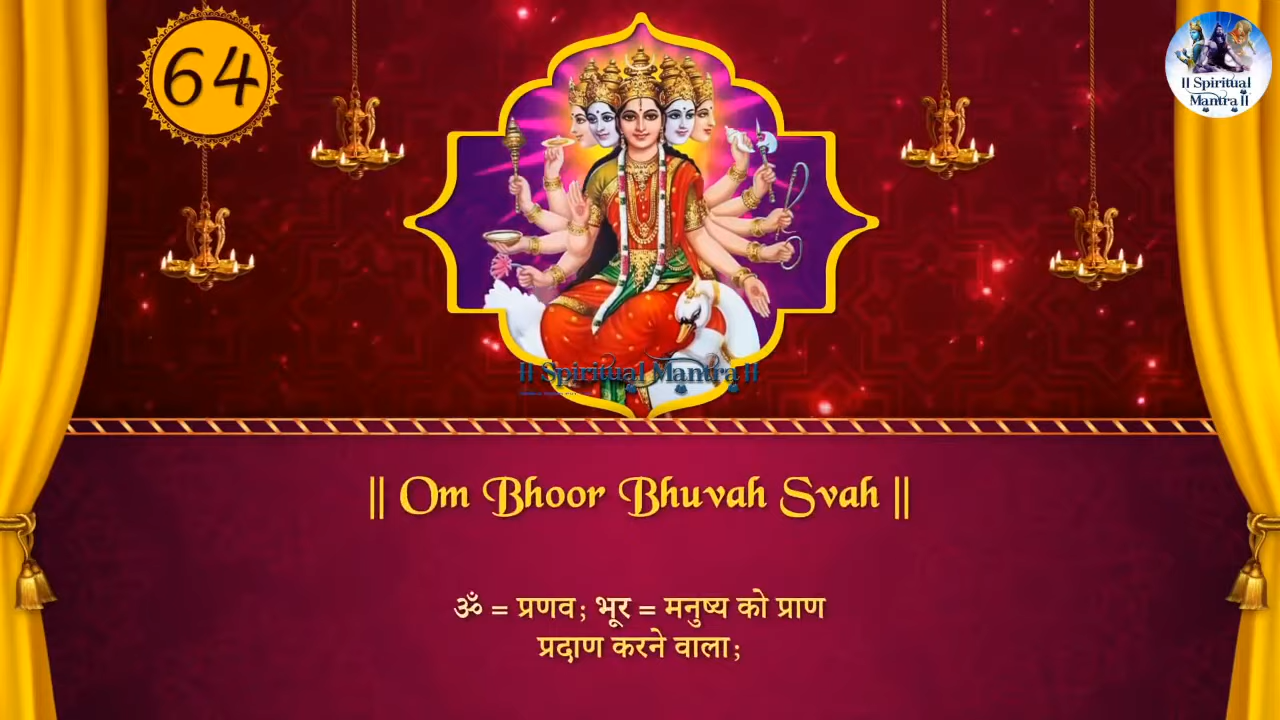 64
|| Spiritual
Mantra ||
|| Spiritual Mantra ||
|| Om Bhoor Bhuvah Svah ||
ॐ = प्रणव; भूर = मनुष्य को प्राण
प्रदाण करने वाला;